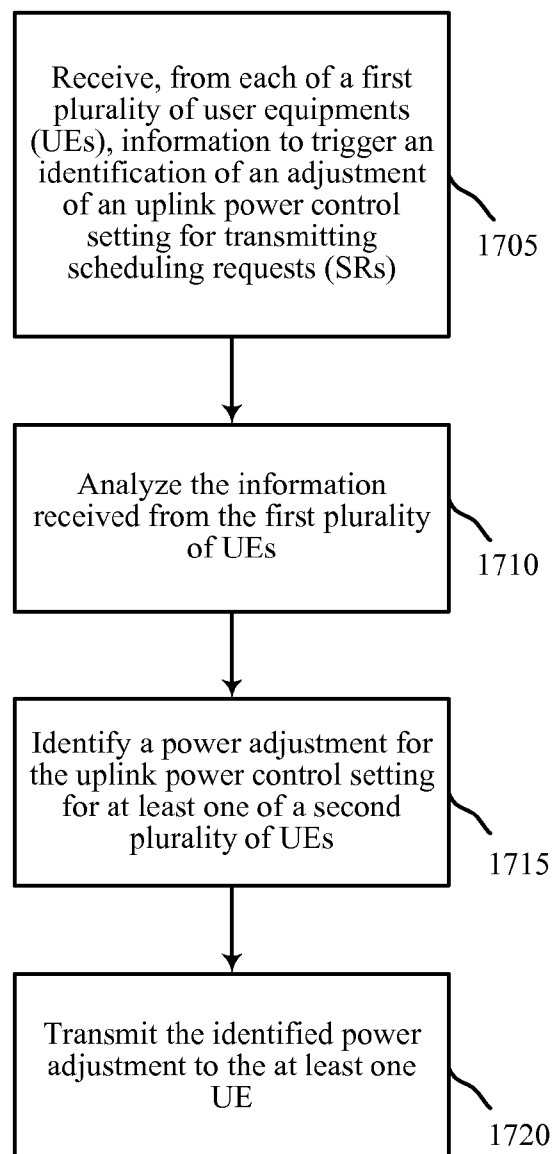 Receive, from each of a first
plurality of user equipments
(UEs), information to trigger an
identification of an adjustment
of an uplink power control
setting for transmitting
scheduling requests (SRs)
1705
Analyze the information
received from the first plurality
of UEs
1710
Identify a power adjustment for
the uplink power control setting
for at least one of a second
plurality of UEs
1715
Transmit the identified power
adjustment to the at least one
UE
1720